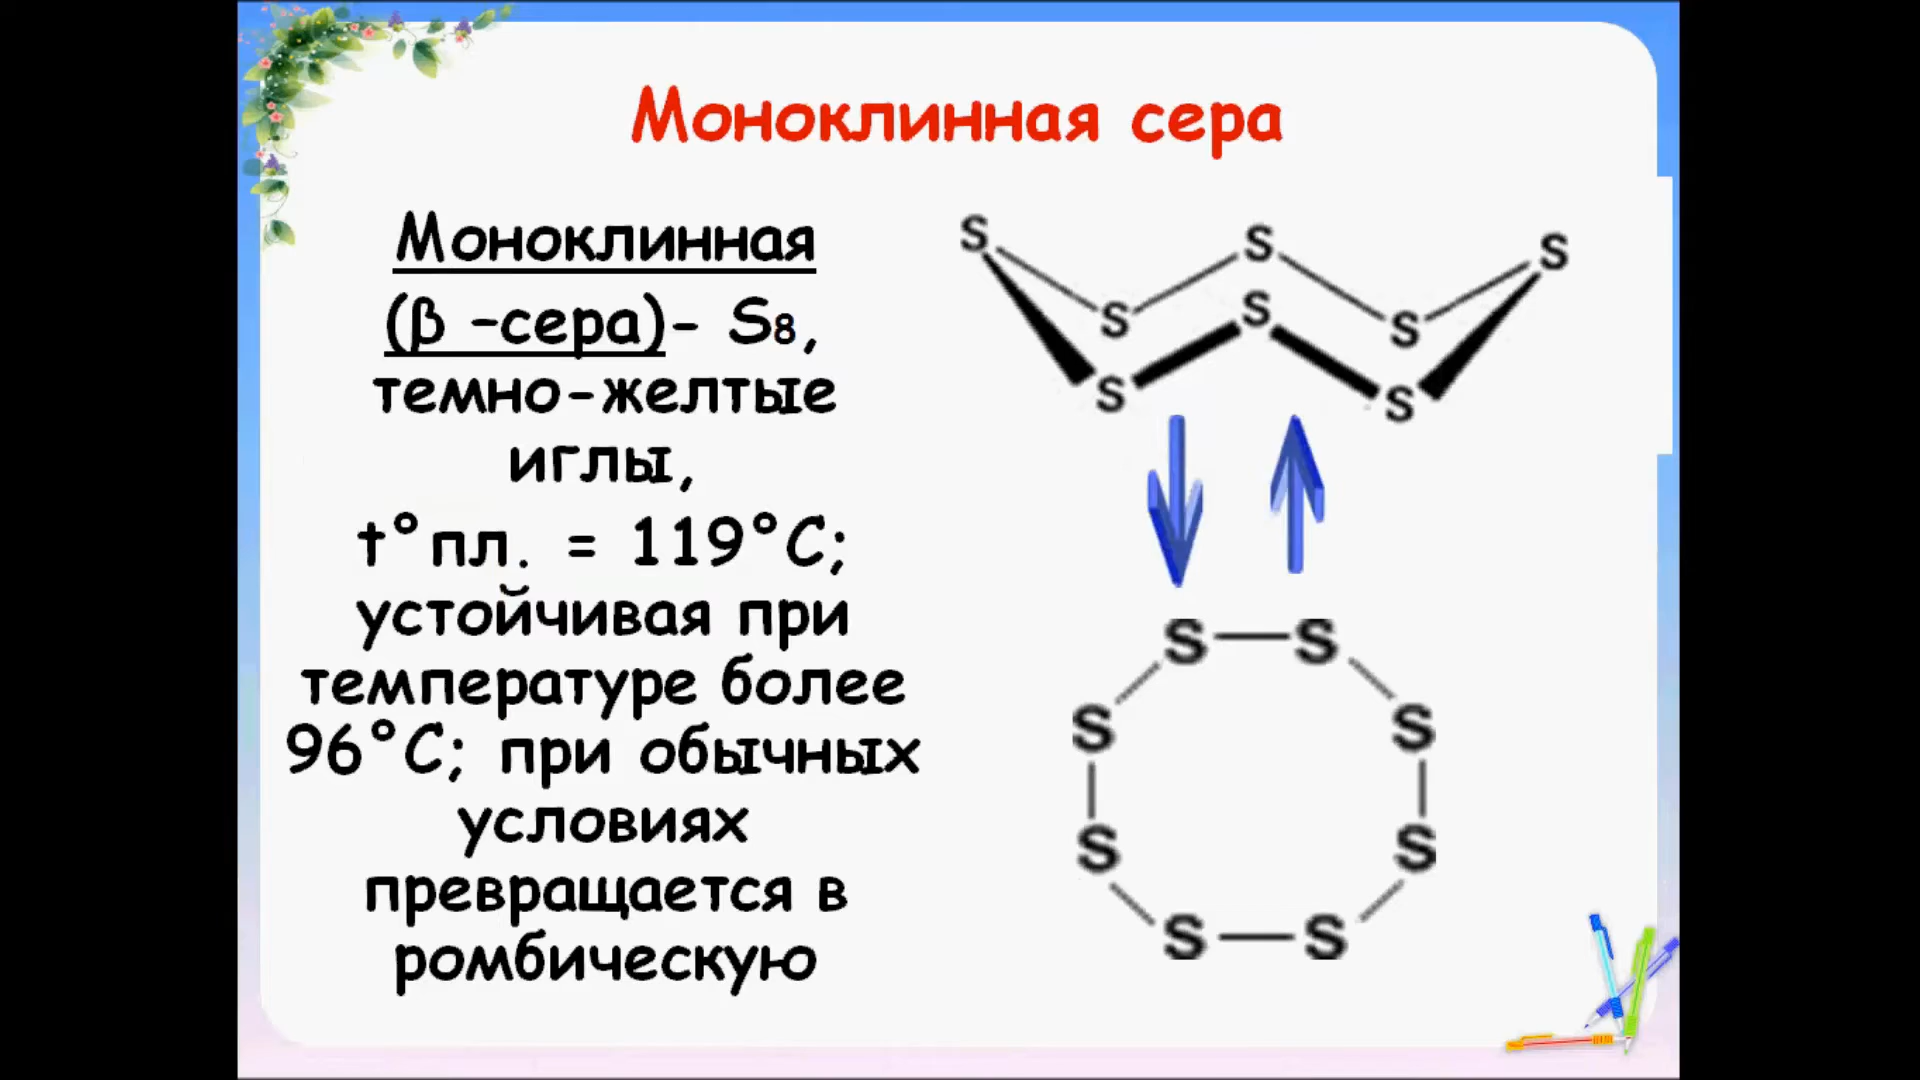 Моноклинная сера
Моноклинная
(β –сера)- S8,
темно-желтые
иглы,
t°пл. = 119°C;
устойчивая при
температуре более
96°C; при обычных
условиях
превращается в
ромбическую
S S S
S S S
S S
S S
S S
S S
S S